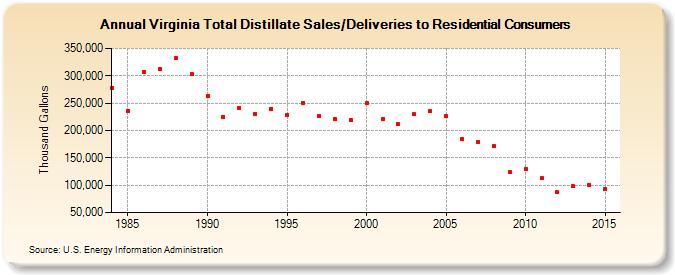 Annual Virginia Total Distillate Sales/Deliveries to Residential Consumers
Thousand Gallons
350,000
300,000
250,000
200,000
150,000
100,000
50,000
1985 1990 1995 2000 2005 2010 2015
Source: U.S. Energy Information Administration